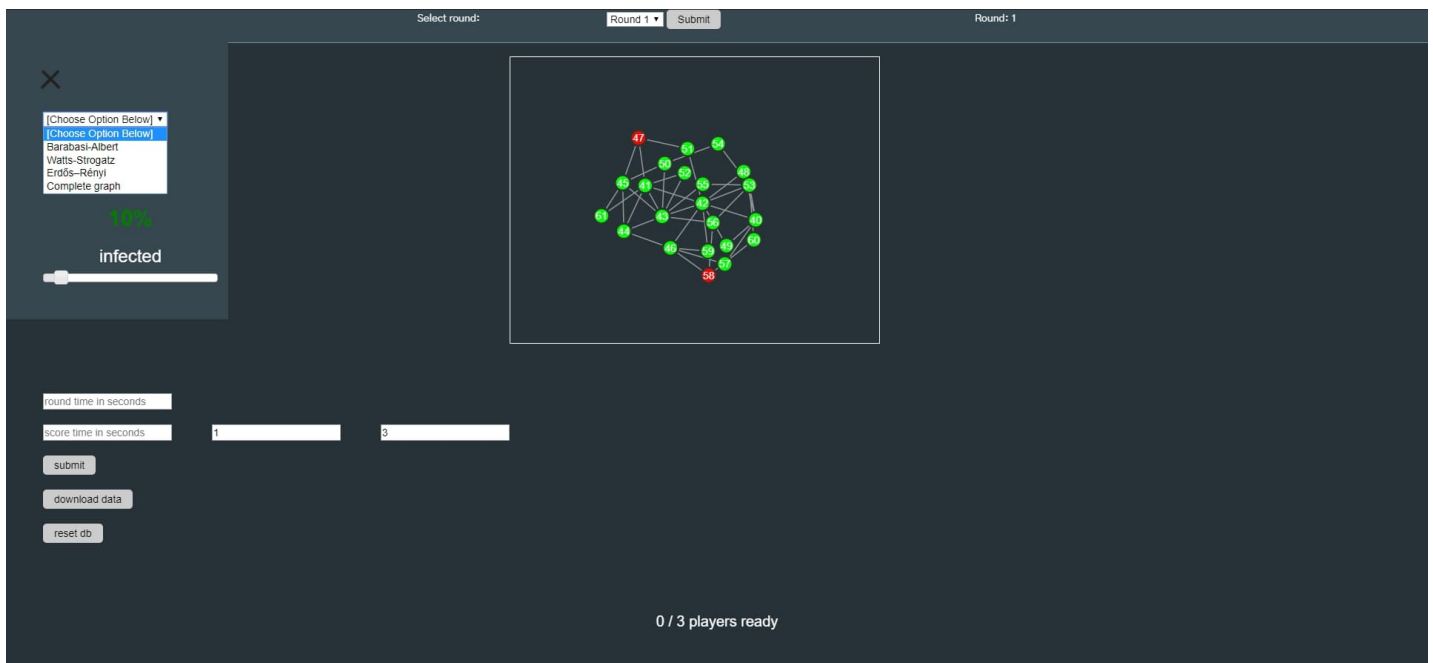 Select round: Round 1 Submit Round: 1
[Choose Option Below]
[Choose Option Below]
Barabasi-Albert
Watts-Strogatz
Erdős–Rényi
Complete graph
10%
infected
47
51
54
50
52
48
45
41
55
53
42
61
43
56
40
44
46
59
49
60
57
58
round time in seconds
score time in seconds 1 3
submit
download data
reset db
0 / 3 players ready